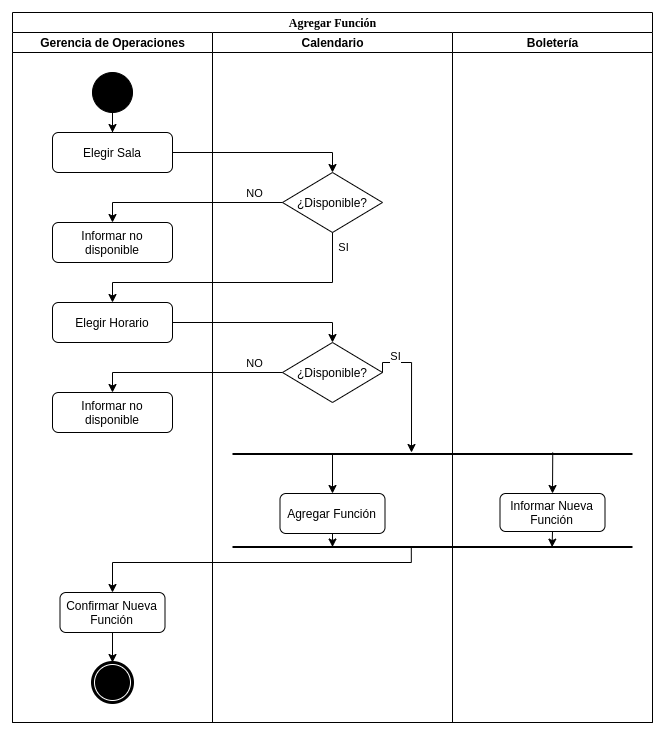 Agregar Función
Gerencia de Operaciones
Calendario
Boletería
Elegir Sala
¿Disponible?
NO
SI
Informar no
disponible
Elegir Horario
¿Disponible?
NO
SI
Informar no
disponible
Agregar Función
Informar Nueva
Función
Confirmar Nueva
Función